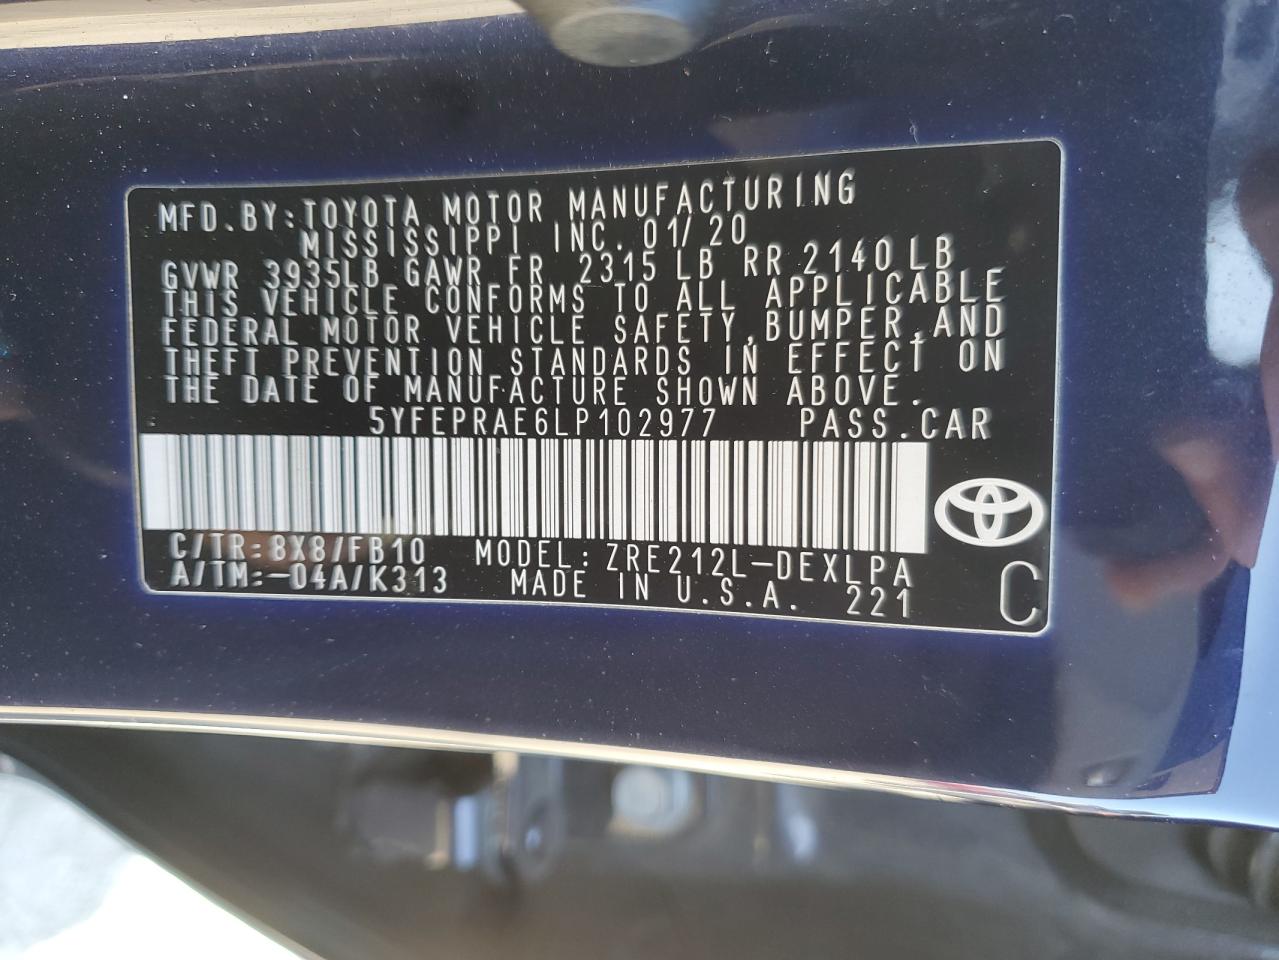 MFD.BY:TOYOTA MOTOR MANUFACTURING
MISSISSIPPI INC. 01/20
GVWR 3935LB GAWR FR 2315 LB RR 2140 LB
THIS VEHICLE CONFORMS TO ALL APPLICABLE
FEDERAL MOTOR VEHICLE SAFETY,BUMPER,AND
THEFT PREVENTION STANDARDS IN EFFECT ON
THE DATE OF MANUFACTURE SHOWN ABOVE.
5YFEPRAE6LP102977 PASS.CAR
C/TR:8X8/FB10 MODEL:ZRE212L-DEXLPA
A/TM:-04A/K313 MADE IN U.S.A. 221 C